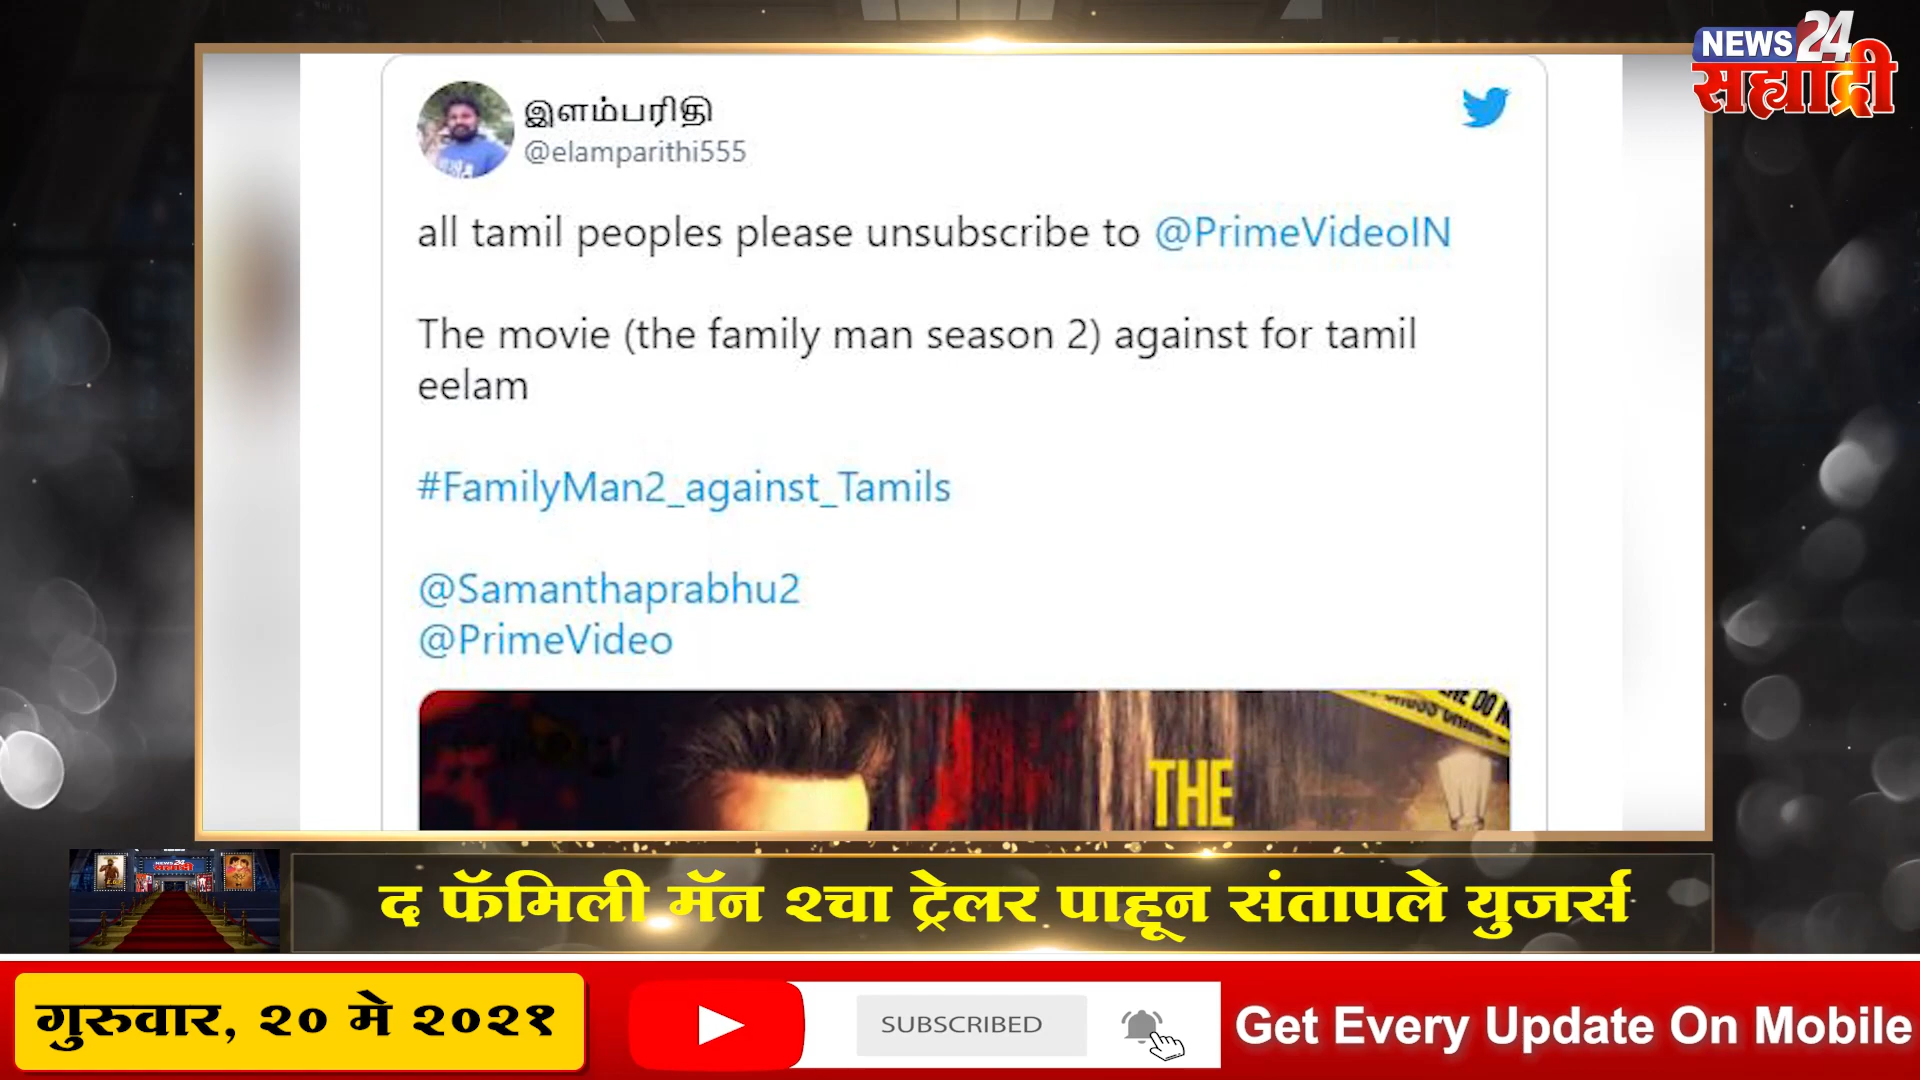 NEWS 24
सह्याद्री
இளம்பரிதி
@elamparithi555
all tamil peoples please unsubscribe to @PrimeVideoIN
The movie (the family man season 2) against for tamil
eelam
#FamilyMan2_against_Tamils
@Samanthaprabhu2
@PrimeVideo
THE
द फॅमिली मॅन २चा ट्रेलर पाहून संतापले युजर्स
गुरुवार, २० मे २०२१
SUBSCRIBED
Get Every Update On Mobile